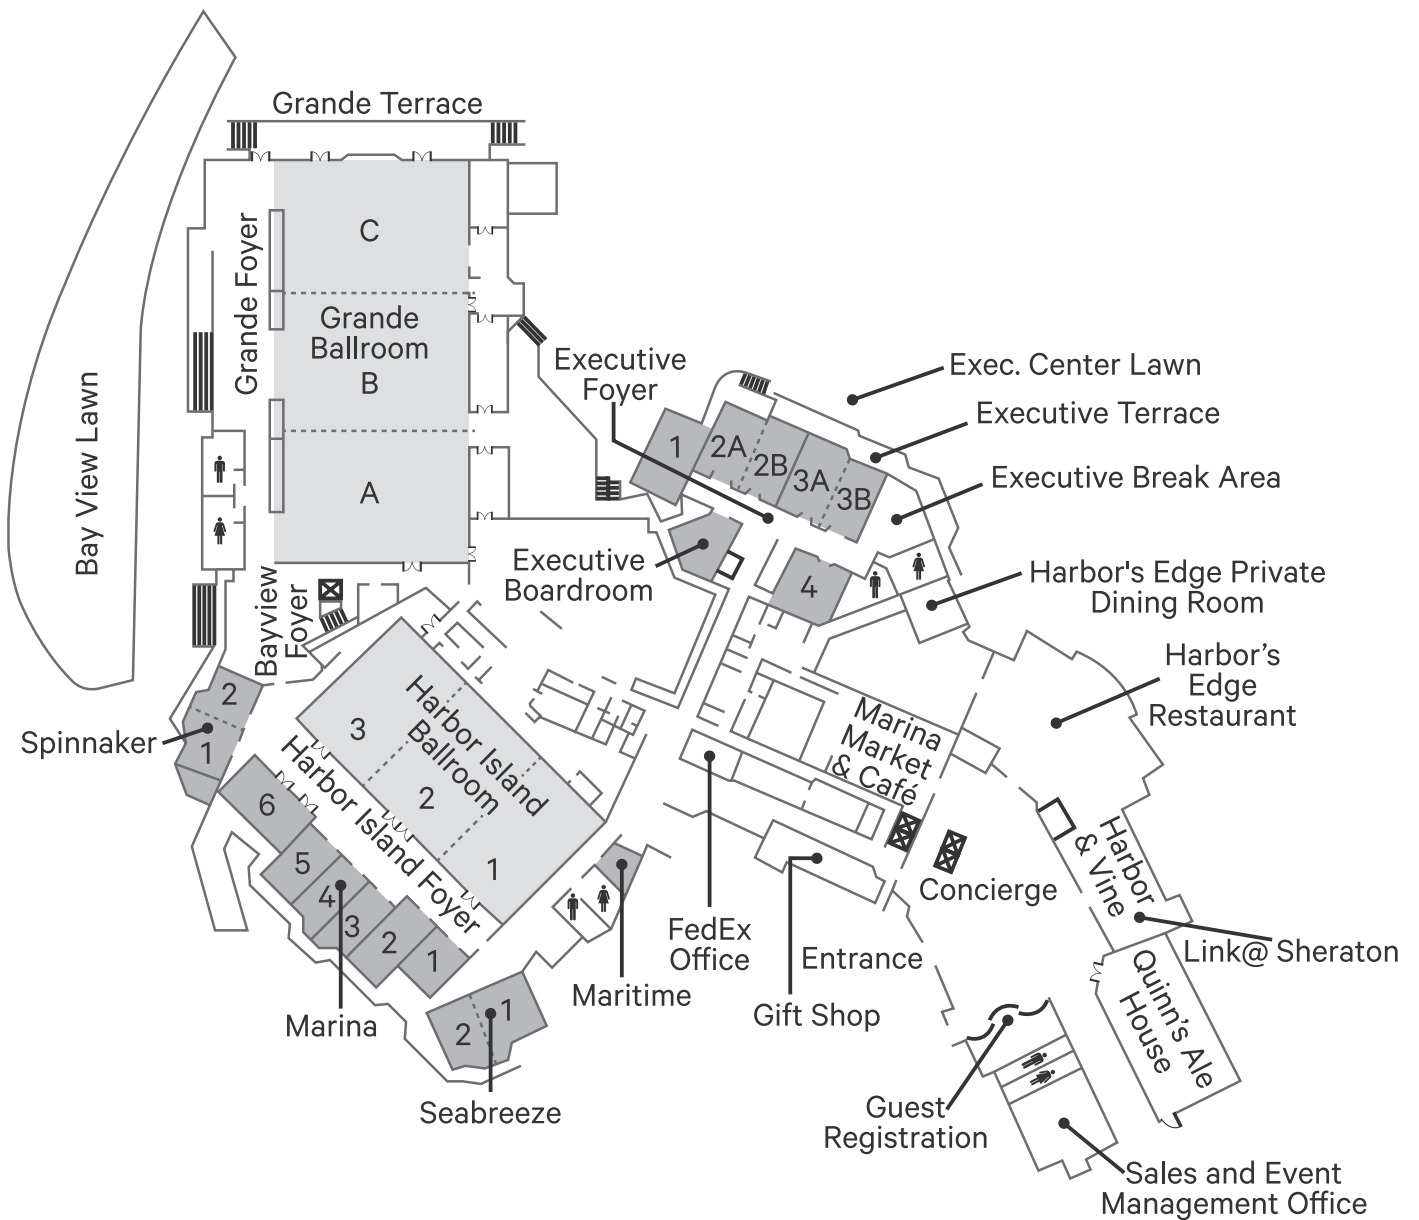 Grande Terrace
Grande Foyer
C
Grande
Ballroom
B
A
Bay View Lawn
Executive
Foyer
Exec. Center Lawn
Executive Terrace
Executive Break Area
1
2A
2B
3A
3B
4
Executive
Boardroom
Harbor's Edge Private
Dining Room
Harbor's
Edge
Restaurant
Bayview
Foyer
Spinnaker
2
1
Harbor Island
Ballroom
3
2
1
Harbor Island Foyer
6
5
4
3
2
1
Marina
Marina
Market
& Café
Harbor
& Vine
Concierge
Link@ Sheraton
FedEx
Office
Entrance
Gift Shop
Maritime
1
2
Seabreeze
Quinn's Ale
House
Guest
Registration
Sales and Event
Management Office